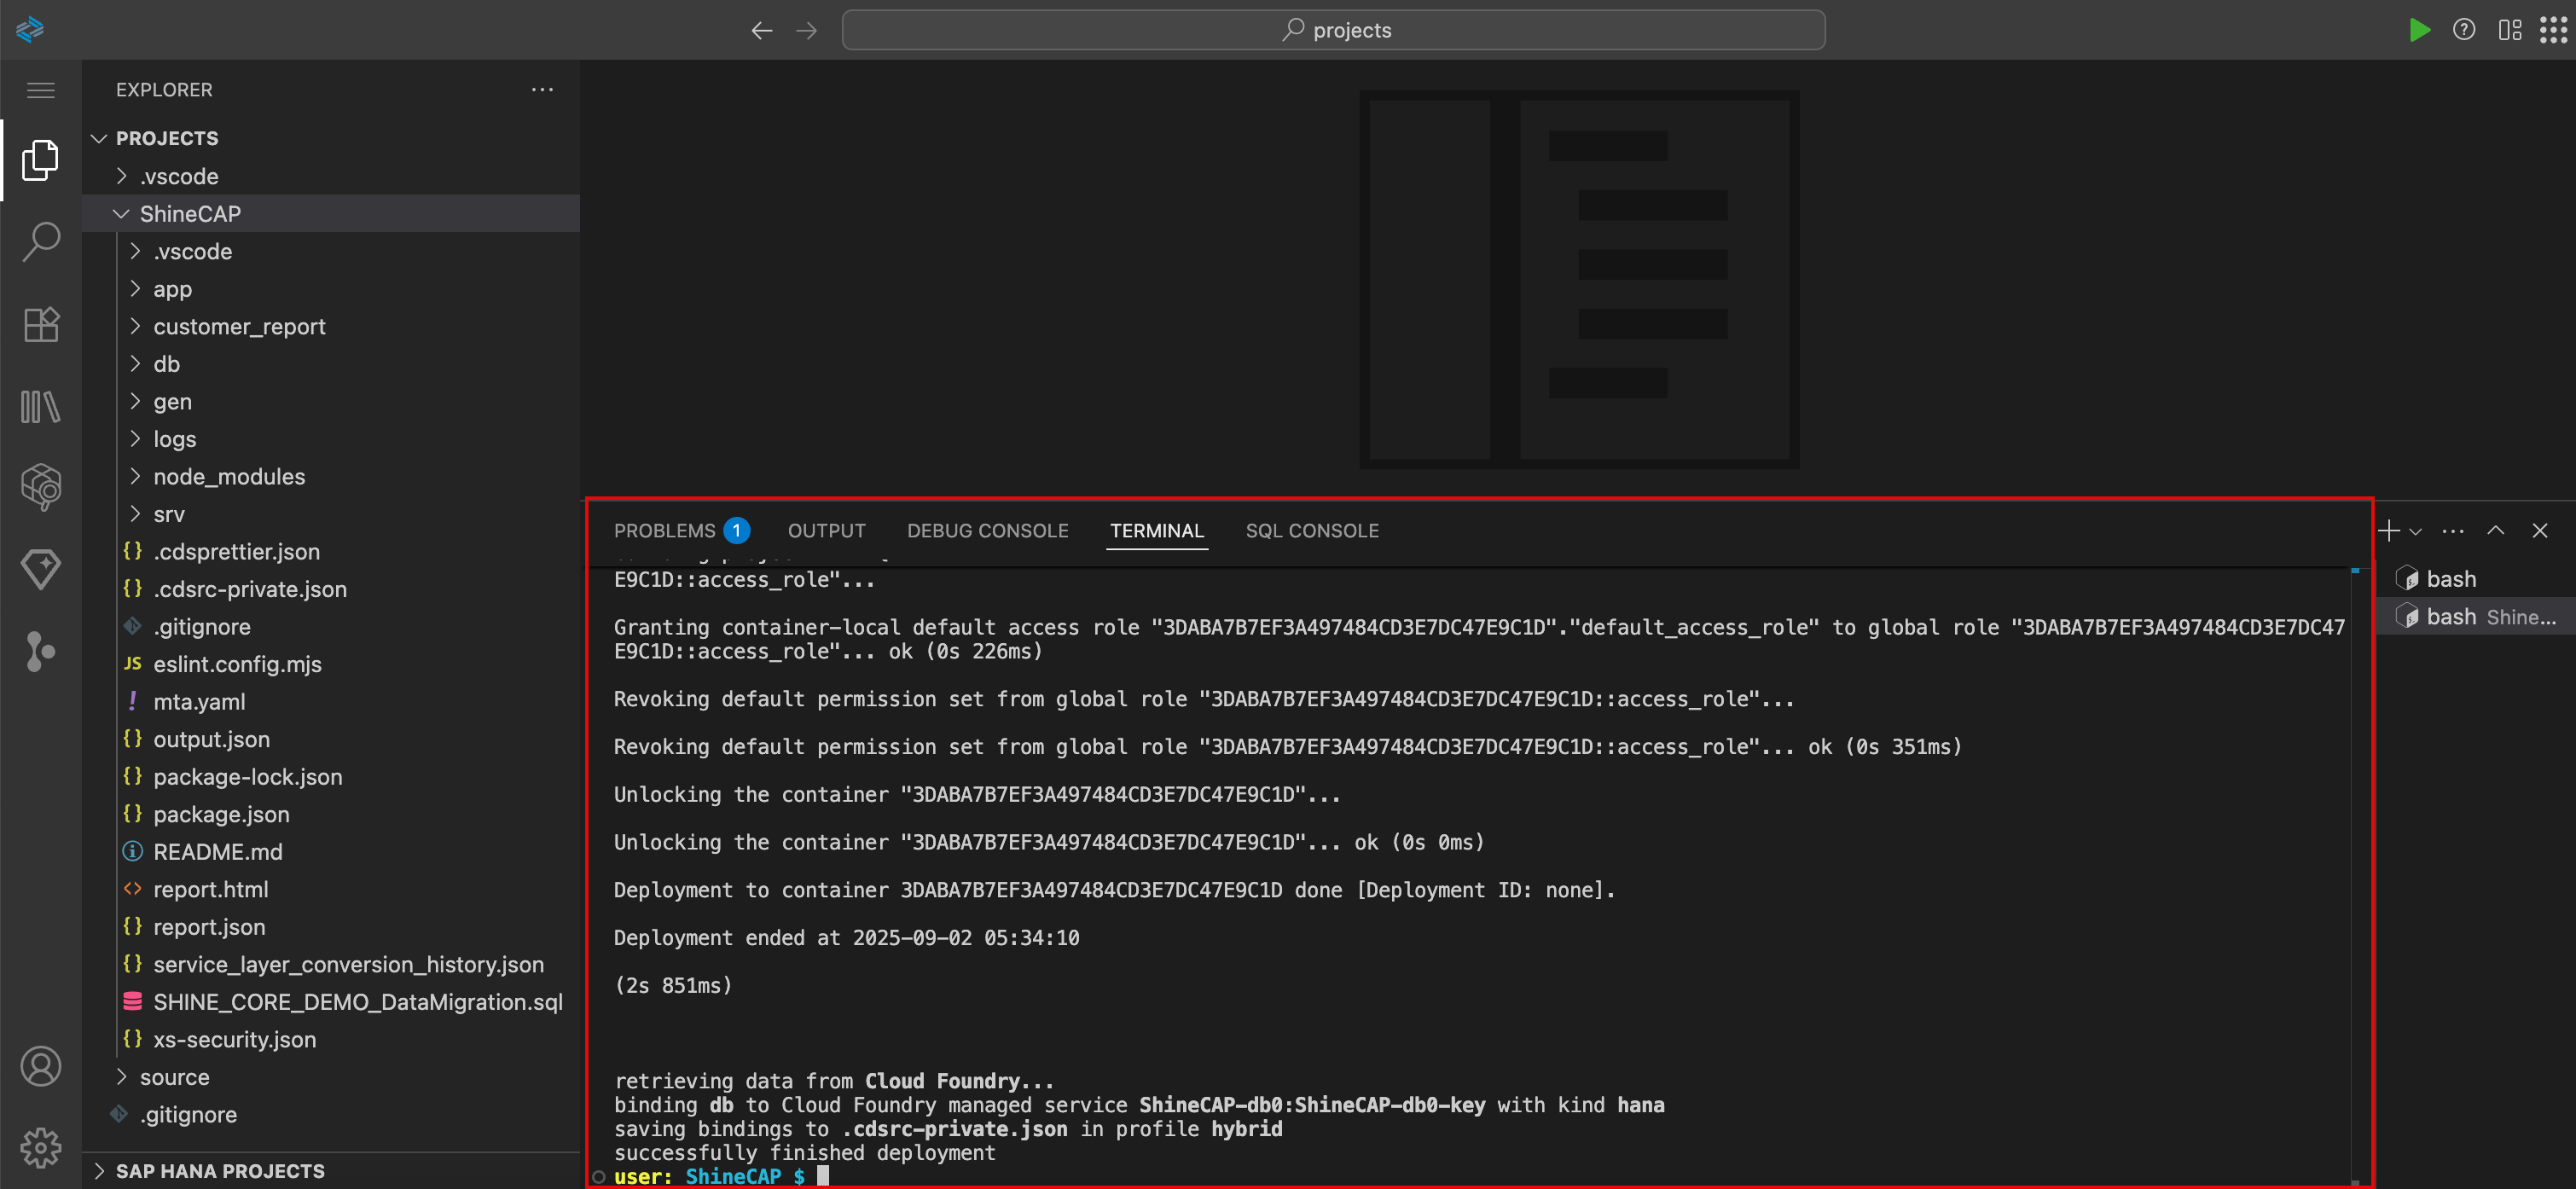 projects
EXPLORER
PROJECTS
.vscode
ShineCAP
.vscode
app
customer_report
db
gen
logs
node_modules
srv
.cdsprettier.json
.cdsrc-private.json
.gitignore
eslint.config.mjs
mta.yaml
output.json
package-lock.json
package.json
README.md
report.html
report.json
service_layer_conversion_history.json
SHINE_CORE_DEMO_DataMigration.sql
xs-security.json
source
.gitignore
SAP HANA PROJECTS
PROBLEMS 1 OUTPUT DEBUG CONSOLE TERMINAL SQL CONSOLE
E9C1D::access_role"...
Granting container-local default access role "3DABA7B7EF3A497484CD3E7DC47E9C1D"."default_access_role" to global role "3DABA7B7EF3A497484CD3E7DC47
E9C1D::access_role"... ok (0s 226ms)
Revoking default permission set from global role "3DABA7B7EF3A497484CD3E7DC47E9C1D::access_role"...
Revoking default permission set from global role "3DABA7B7EF3A497484CD3E7DC47E9C1D::access_role"... ok (0s 351ms)
Unlocking the container "3DABA7B7EF3A497484CD3E7DC47E9C1D"...
Unlocking the container "3DABA7B7EF3A497484CD3E7DC47E9C1D"... ok (0s 0ms)
Deployment to container 3DABA7B7EF3A497484CD3E7DC47E9C1D done [Deployment ID: none].
Deployment ended at 2025-09-02 05:34:10
(2s 851ms)
retrieving data from Cloud Foundry...
binding db to Cloud Foundry managed service ShineCAP-db0:ShineCAP-db0-key with kind hana
saving bindings to .cdsrc-private.json in profile hybrid
successfully finished deployment
user: ShineCAP $
bash
bash Shine...